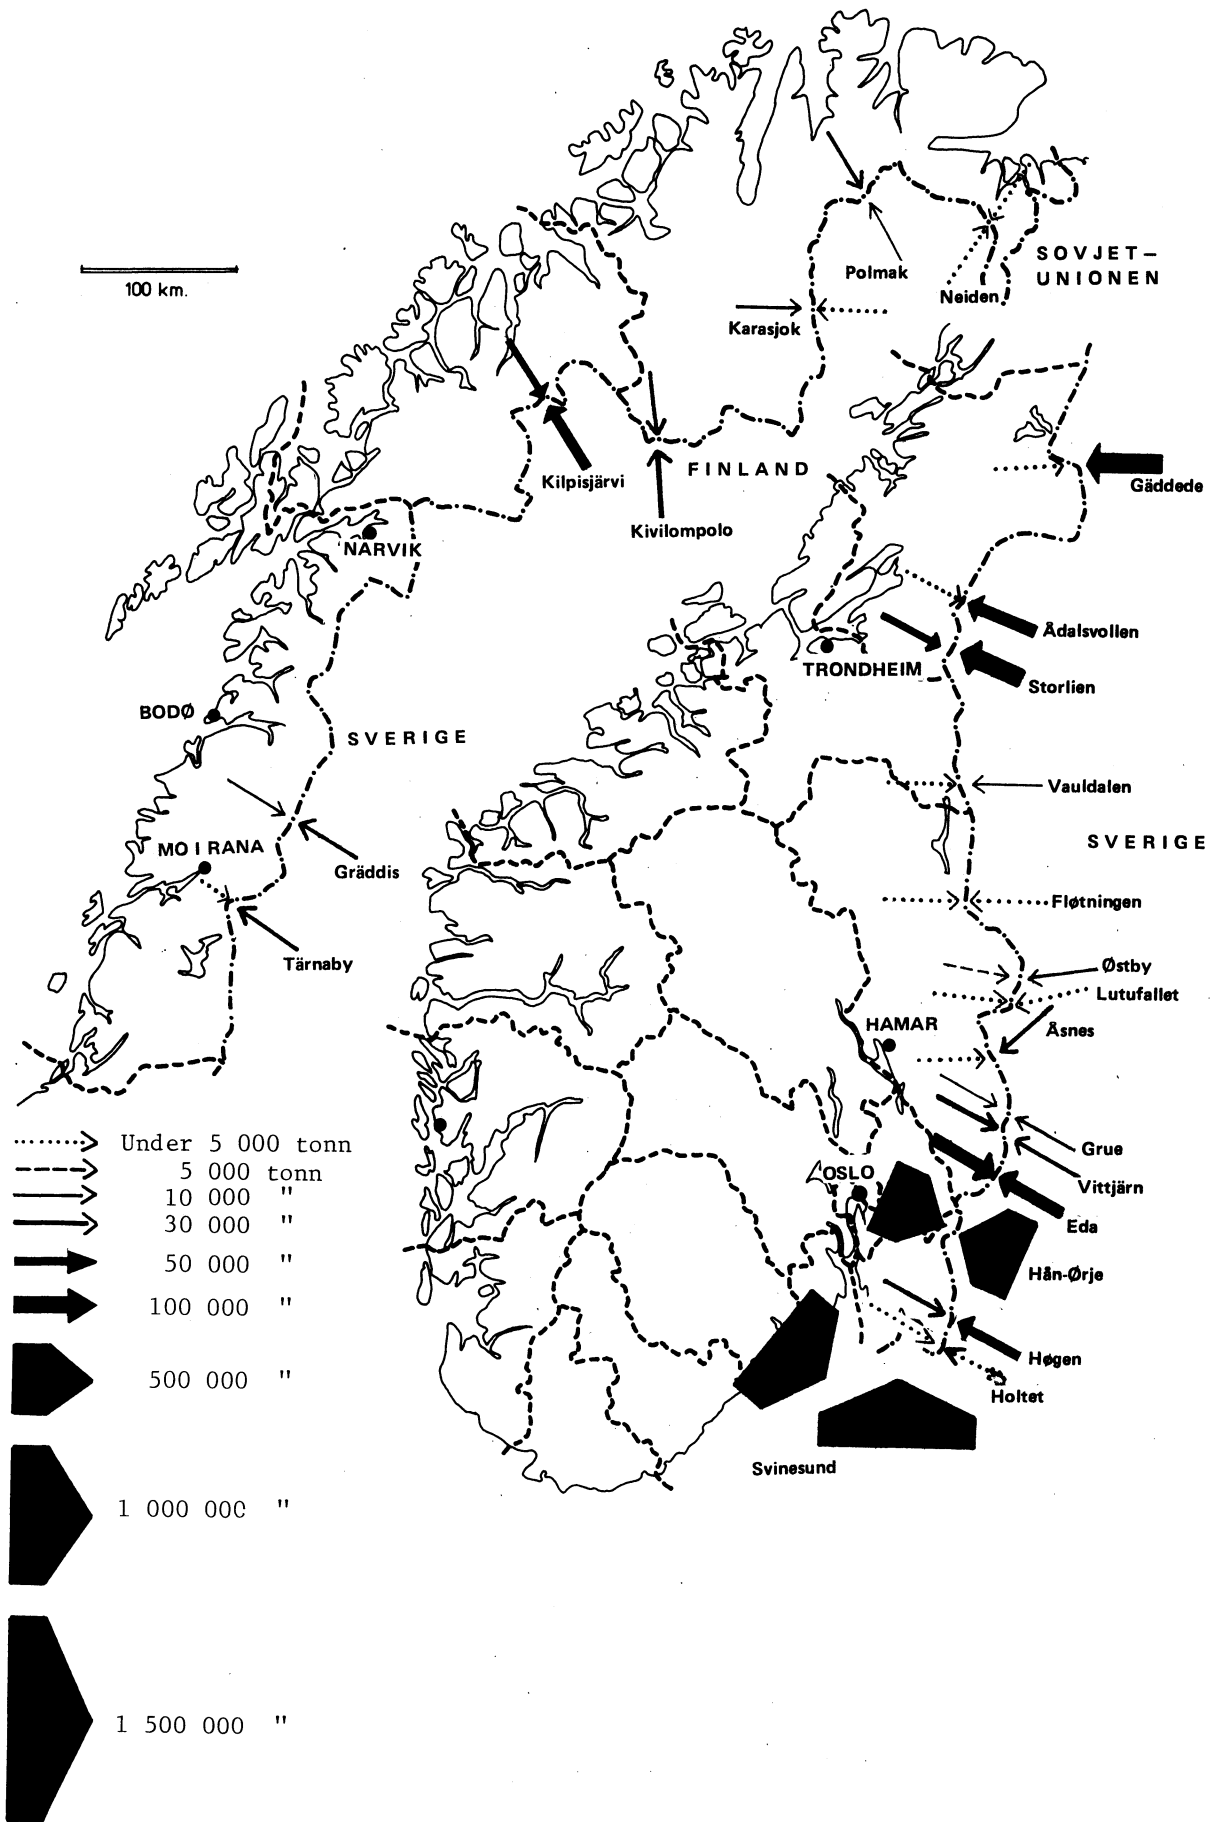 SOVJET–
UNIONEN
100 km.
Polmak
Neiden
Karasjok
FINLAND
Kilpisjärvi
Gäddede
Kivilompolo
NARVIK
Ådalsvollen
TRONDHEIM
Storlien
BODØ
SVERIGE
Vauldalen
SVERIGE
MO I RANA
Gräddis
Fløtningen
Tärnaby
Østby
Lutufallet
HAMAR
Åsnes
Grue
Vittjärn
OSLO
Eda
Hån-Ørje
Høgen
Holtet
Svinesund
Under 5 000 tonn
5 000 tonn
10 000 "
30 000 "
50 000 "
100 000 "
500 000 "
1 000 000 "
1 500 000 "